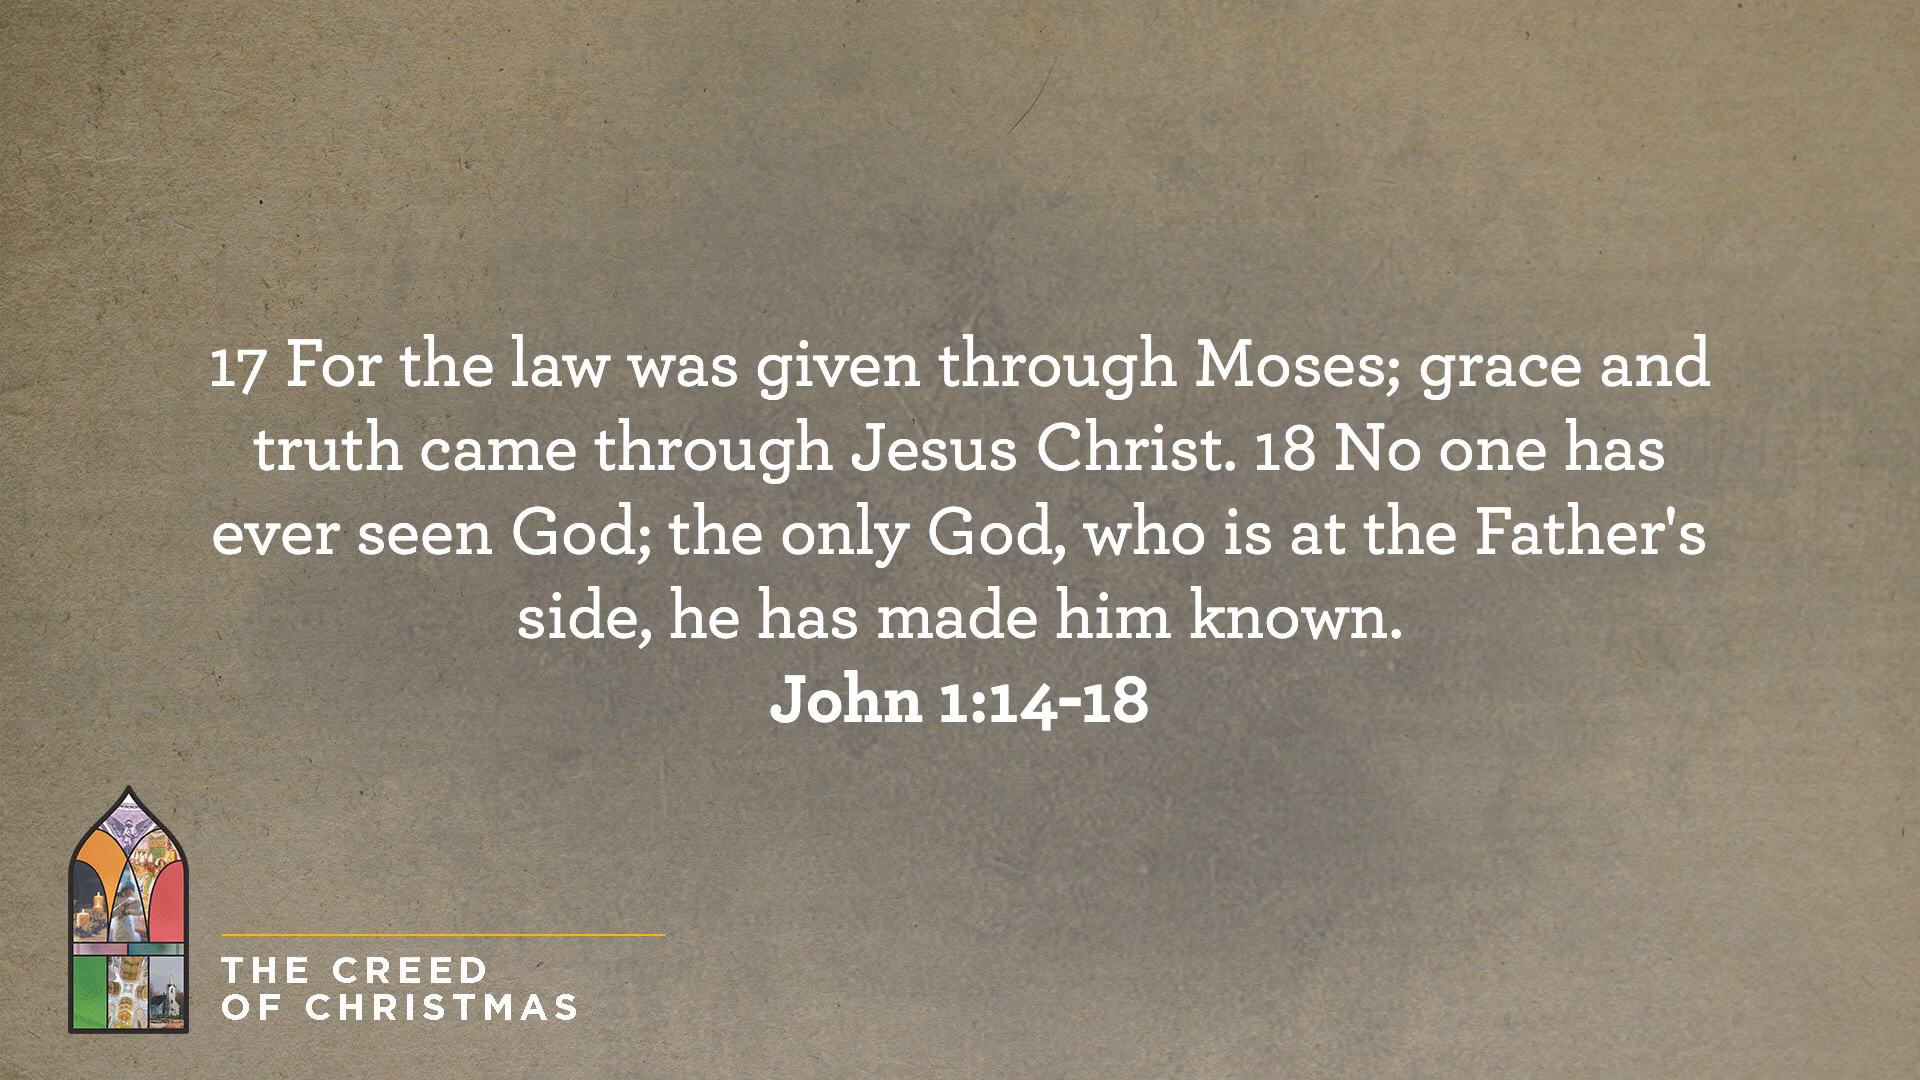 17 For the law was given through Moses; grace and
truth came through Jesus Christ. 18 No one has
ever seen God; the only God, who is at the Father's
side, he has made him known.
John 1:14-18
THE CREED
OF CHRISTMAS